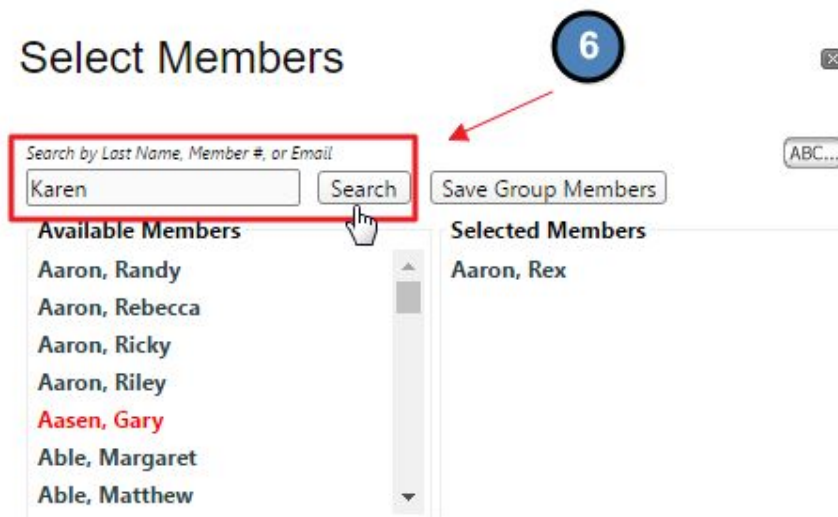 Select Members
6
Search by Last Name, Member #, or Email
ABC...
Karen Search Save Group Members
Available Members
Aaron, Randy
Aaron, Rebecca
Aaron, Ricky
Aaron, Riley
Aasen, Gary
Able, Margaret
Able, Matthew
Selected Members
Aaron, Rex